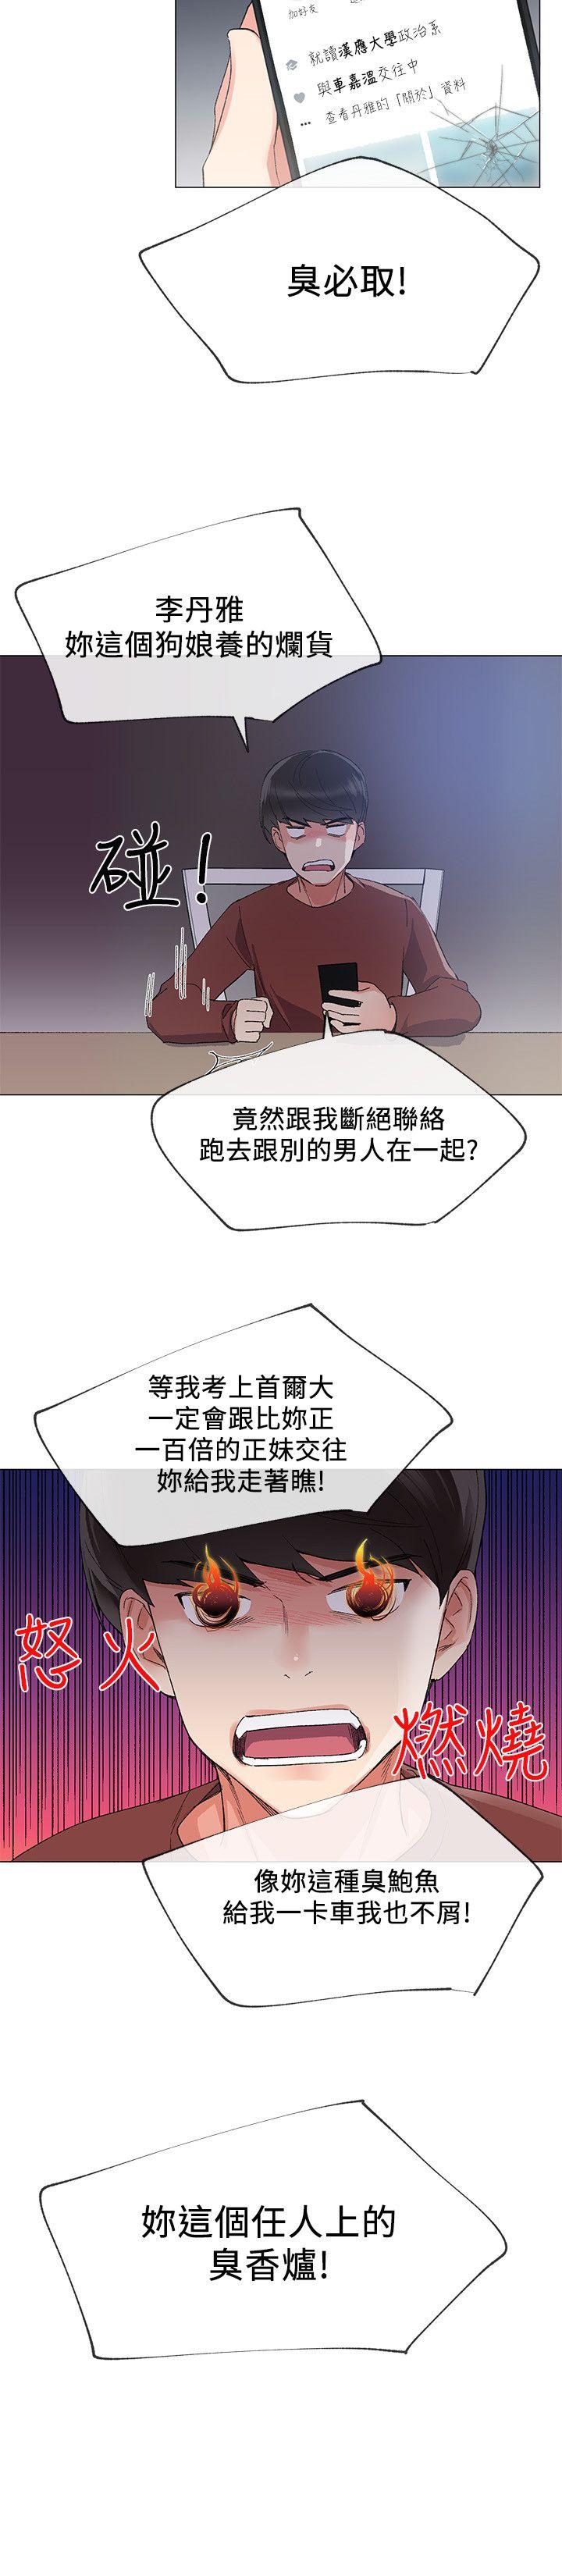 加好友
就讀漢應大學政治系
與車嘉溫交往中
··· 查看丹雅的「關於」資料
臭必取!
李丹雅
妳這個狗娘養的爛貨
碰!
竟然跟我斷絕聯絡
跑去跟別的男人在一起?
等我考上首爾大
一定會跟比妳正
一百倍的正妹交往
妳給我走著瞧!
怒火
燃燒
像妳這種臭鮑魚
給我一卡車我也不屑!
妳這個任人上的
臭香爐!